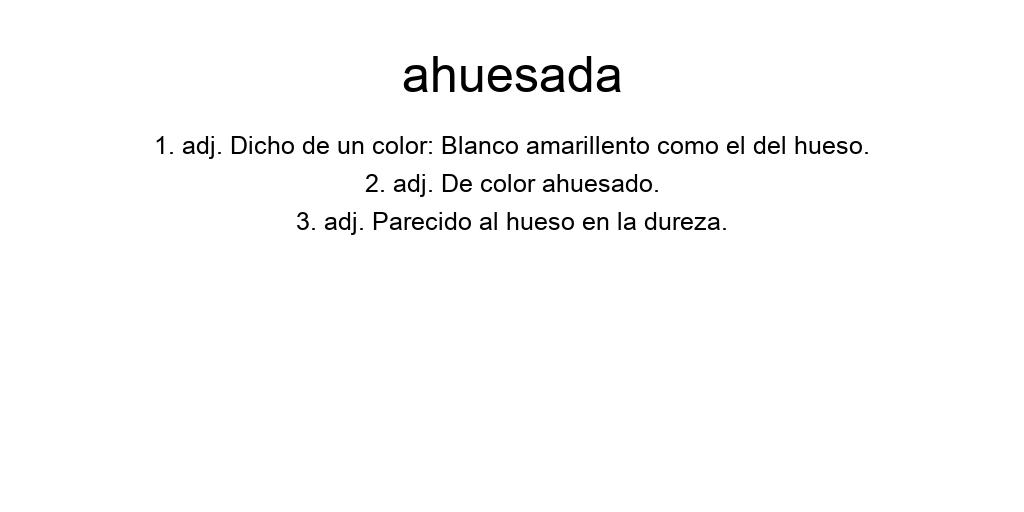 ahuesada
1. adj. Dicho de un color: Blanco amarillento como el del hueso.
2. adj. De color ahuesado.
3. adj. Parecido al hueso en la dureza.